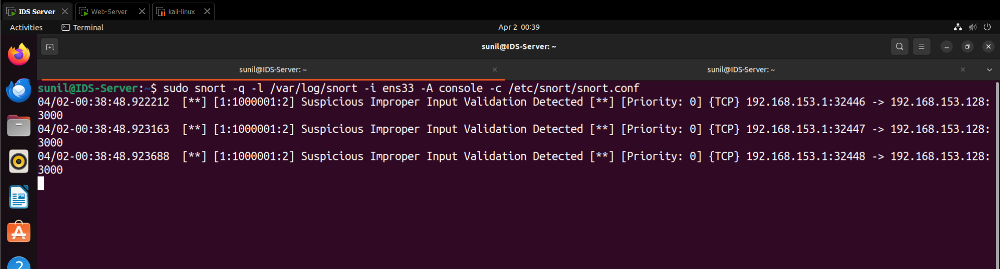 IDS Server
Web-Server
kali-linux
Activities
Terminal
Apr 2 00:39
sunil@IDS-Server: ~
sunil@IDS-Server: ~
sunil@IDS-Server: ~
sunil@IDS-Server:~$ sudo snort -q -l /var/log/snort -i ens33 -A console -c /etc/snort/snort.conf
04/02-00:38:48.922212  [**] [1:1000001:2] Suspicious Improper Input Validation Detected [**] [Priority: 0] {TCP} 192.168.153.1:32446 -> 192.168.153.128:
3000
04/02-00:38:48.923163  [**] [1:1000001:2] Suspicious Improper Input Validation Detected [**] [Priority: 0] {TCP} 192.168.153.1:32447 -> 192.168.153.128:
3000
04/02-00:38:48.923688  [**] [1:1000001:2] Suspicious Improper Input Validation Detected [**] [Priority: 0] {TCP} 192.168.153.1:32448 -> 192.168.153.128:
3000